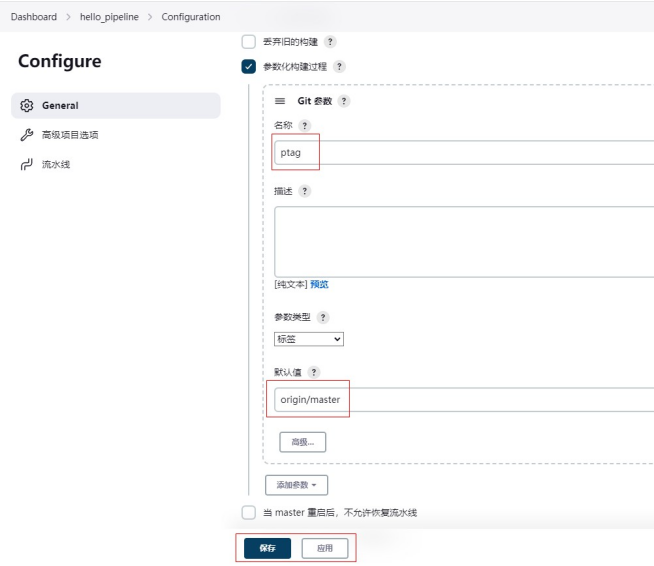 Dashboard > hello_pipeline > Configuration
Configure
General
高级项目选项
流水线
丢弃旧的构建 ?
参数化构建过程 ?
Git 参数 ?
名称 ?
ptag
描述 ?
[纯文本] 预览
参数类型 ?
标签
默认值 ?
origin/master
高级...
添加参数
当 master 重启后，不允许恢复流水线
保存
应用